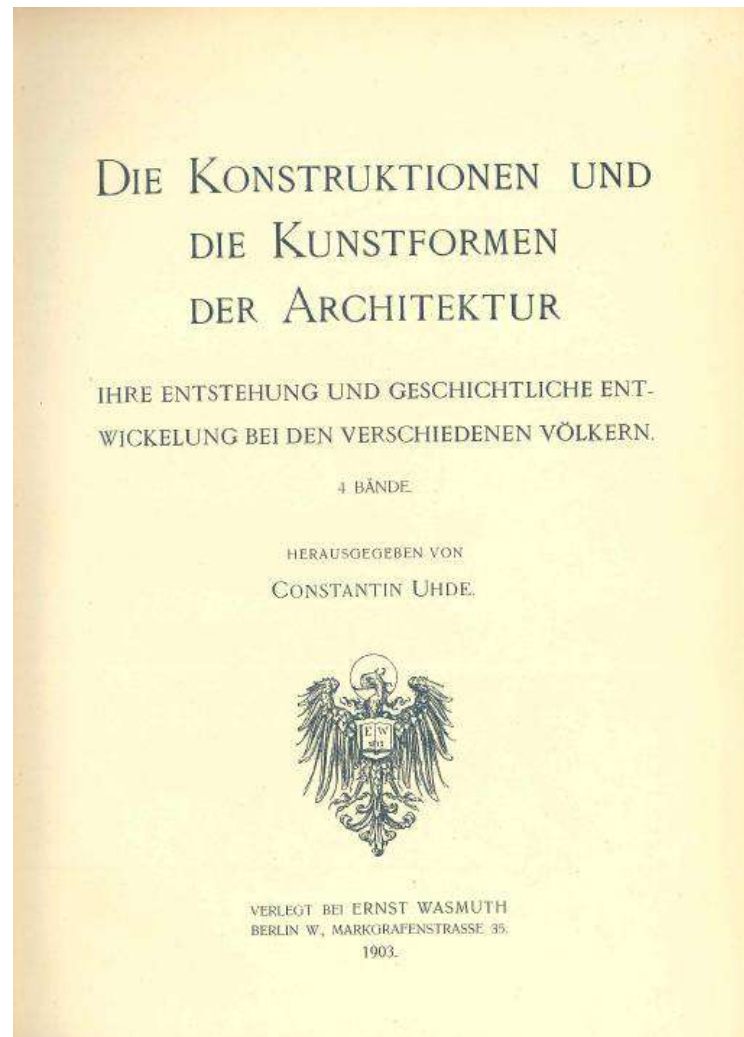 DIE KONSTRUKTIONEN UND
DIE KUNSTFORMEN
DER ARCHITEKTUR
IHRE ENTSTEHUNG UND GESCHICHTLICHE ENT-
WICKELUNG BEI DEN VERSCHIEDENEN VÖLKERN.
4 BÄNDE.
HERAUSGEGEBEN VON
CONSTANTIN UHDE.
E W
VERLEGT BEI ERNST WASMUTH
BERLIN W., MARKGRAFENSTRASSE 35.
1903.